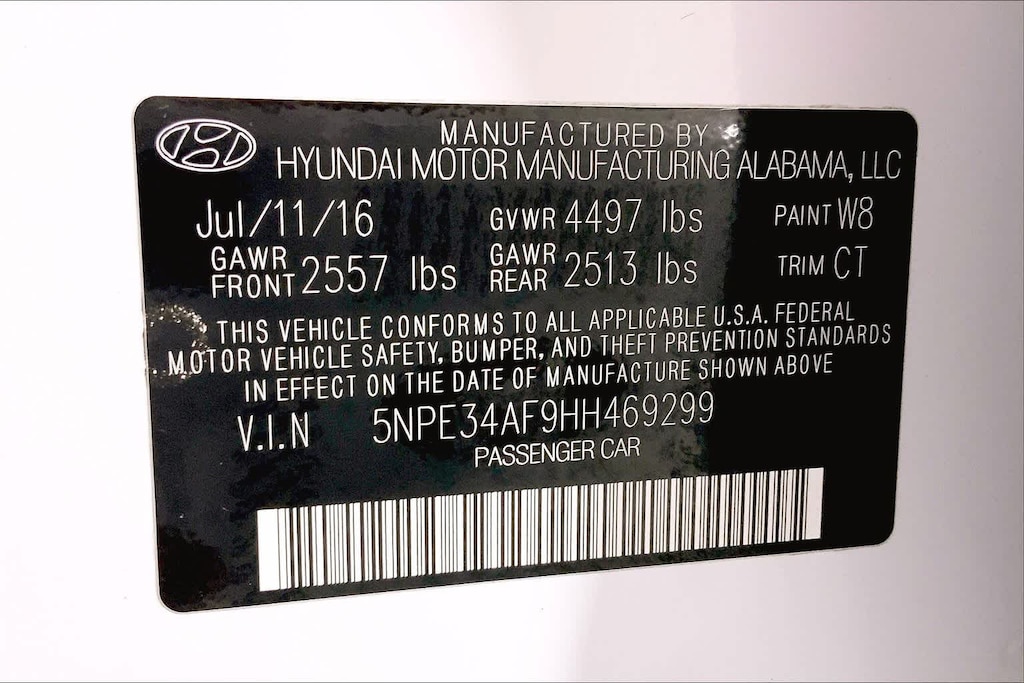 MANUFACTURED BY
HYUNDAI MOTOR MANUFACTURING ALABAMA, LLC
Jul/11/16 GVWR 4497 lbs PAINT W8
GAWR FRONT 2557 lbs GAWR REAR 2513 lbs TRIM CT
THIS VEHICLE CONFORMS TO ALL APPLICABLE U.S.A. FEDERAL
MOTOR VEHICLE SAFETY, BUMPER, AND THEFT PREVENTION STANDARDS
IN EFFECT ON THE DATE OF MANUFACTURE SHOWN ABOVE
V.I.N 5NPE34AF9HH469299
PASSENGER CAR